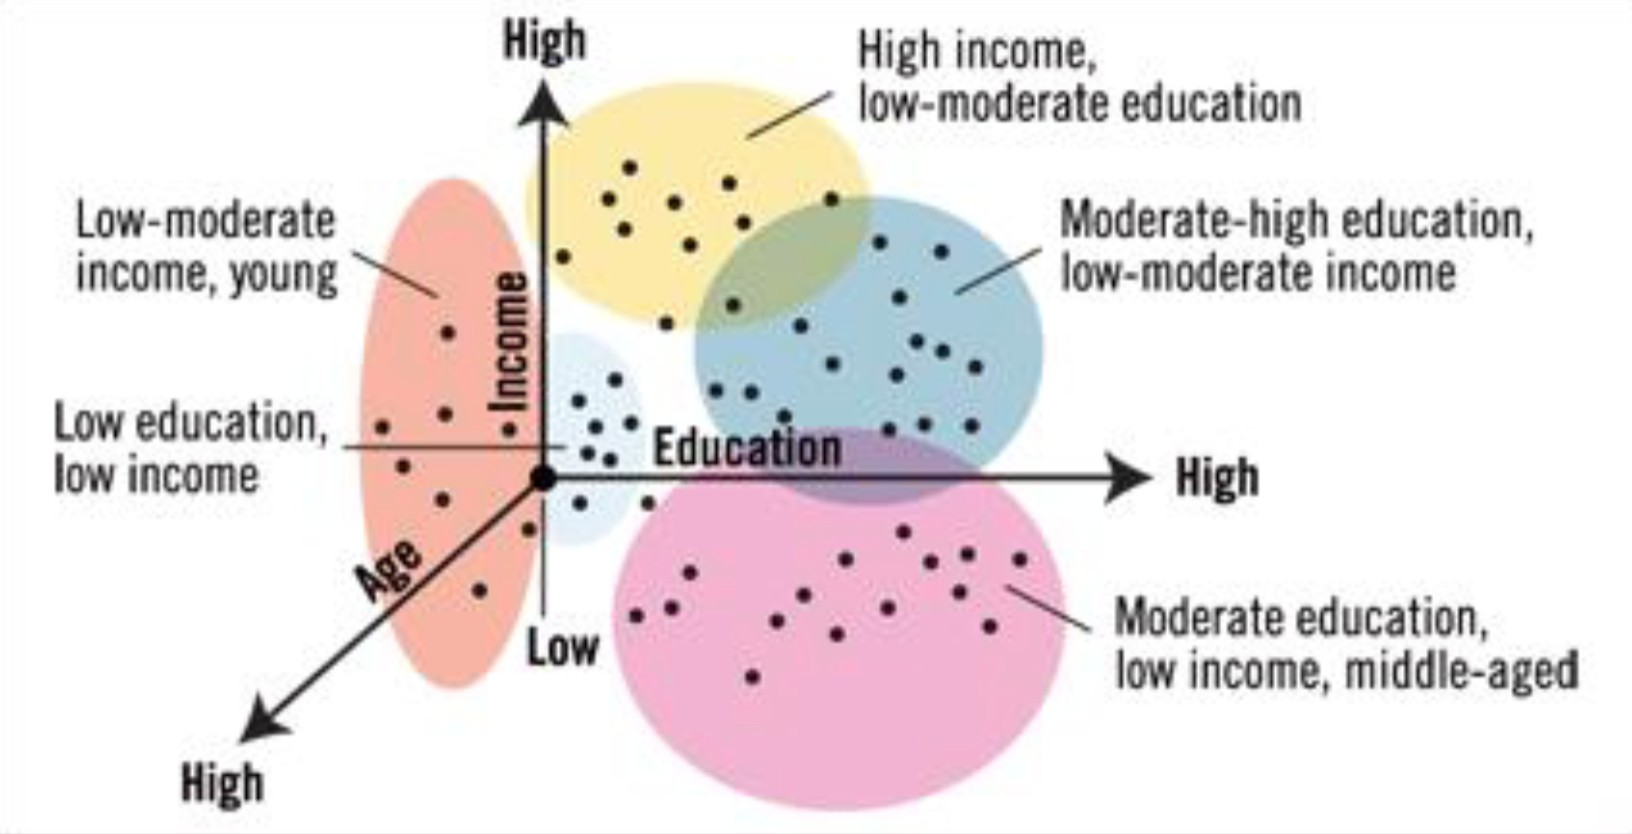 High
High income,
low-moderate education
Low-moderate
income, young
Moderate-high education,
low-moderate income
Income
Low education,
low income
Education
High
Age
Low
Moderate education,
low income, middle-aged
High